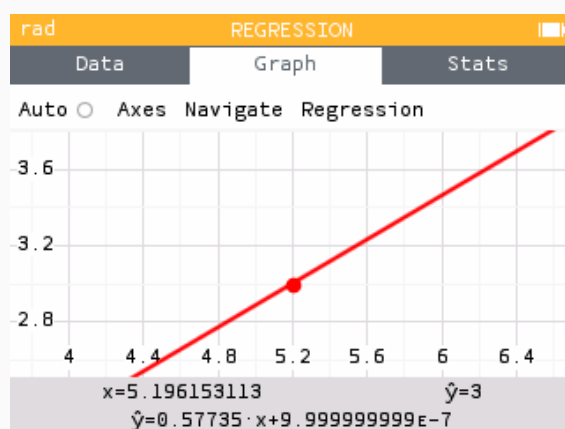 rad REGRESSION
Data Graph Stats
Auto Axes Navigate Regression
3.6
3.2
2.8
4 4.4 4.8 5.2 5.6 6 6.4
x=5.196153113 ŷ=3
ŷ=0.57735·x+9.999999999ᴇ-7